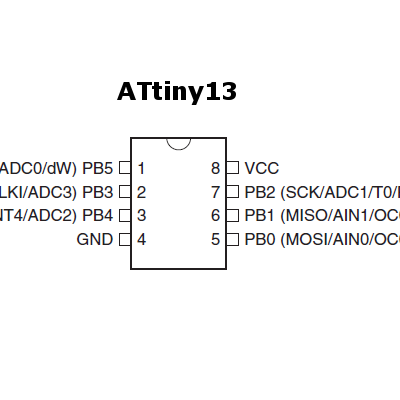 ATtiny13
ADC0/dW) PB5 1 8 VCC
LKI/ADC3) PB3 2 7 PB2 (SCK/ADC1/T0/
NT4/ADC2) PB4 3 6 PB1 (MISO/AIN1/OC
GND 4 5 PB0 (MOSI/AIN0/OC